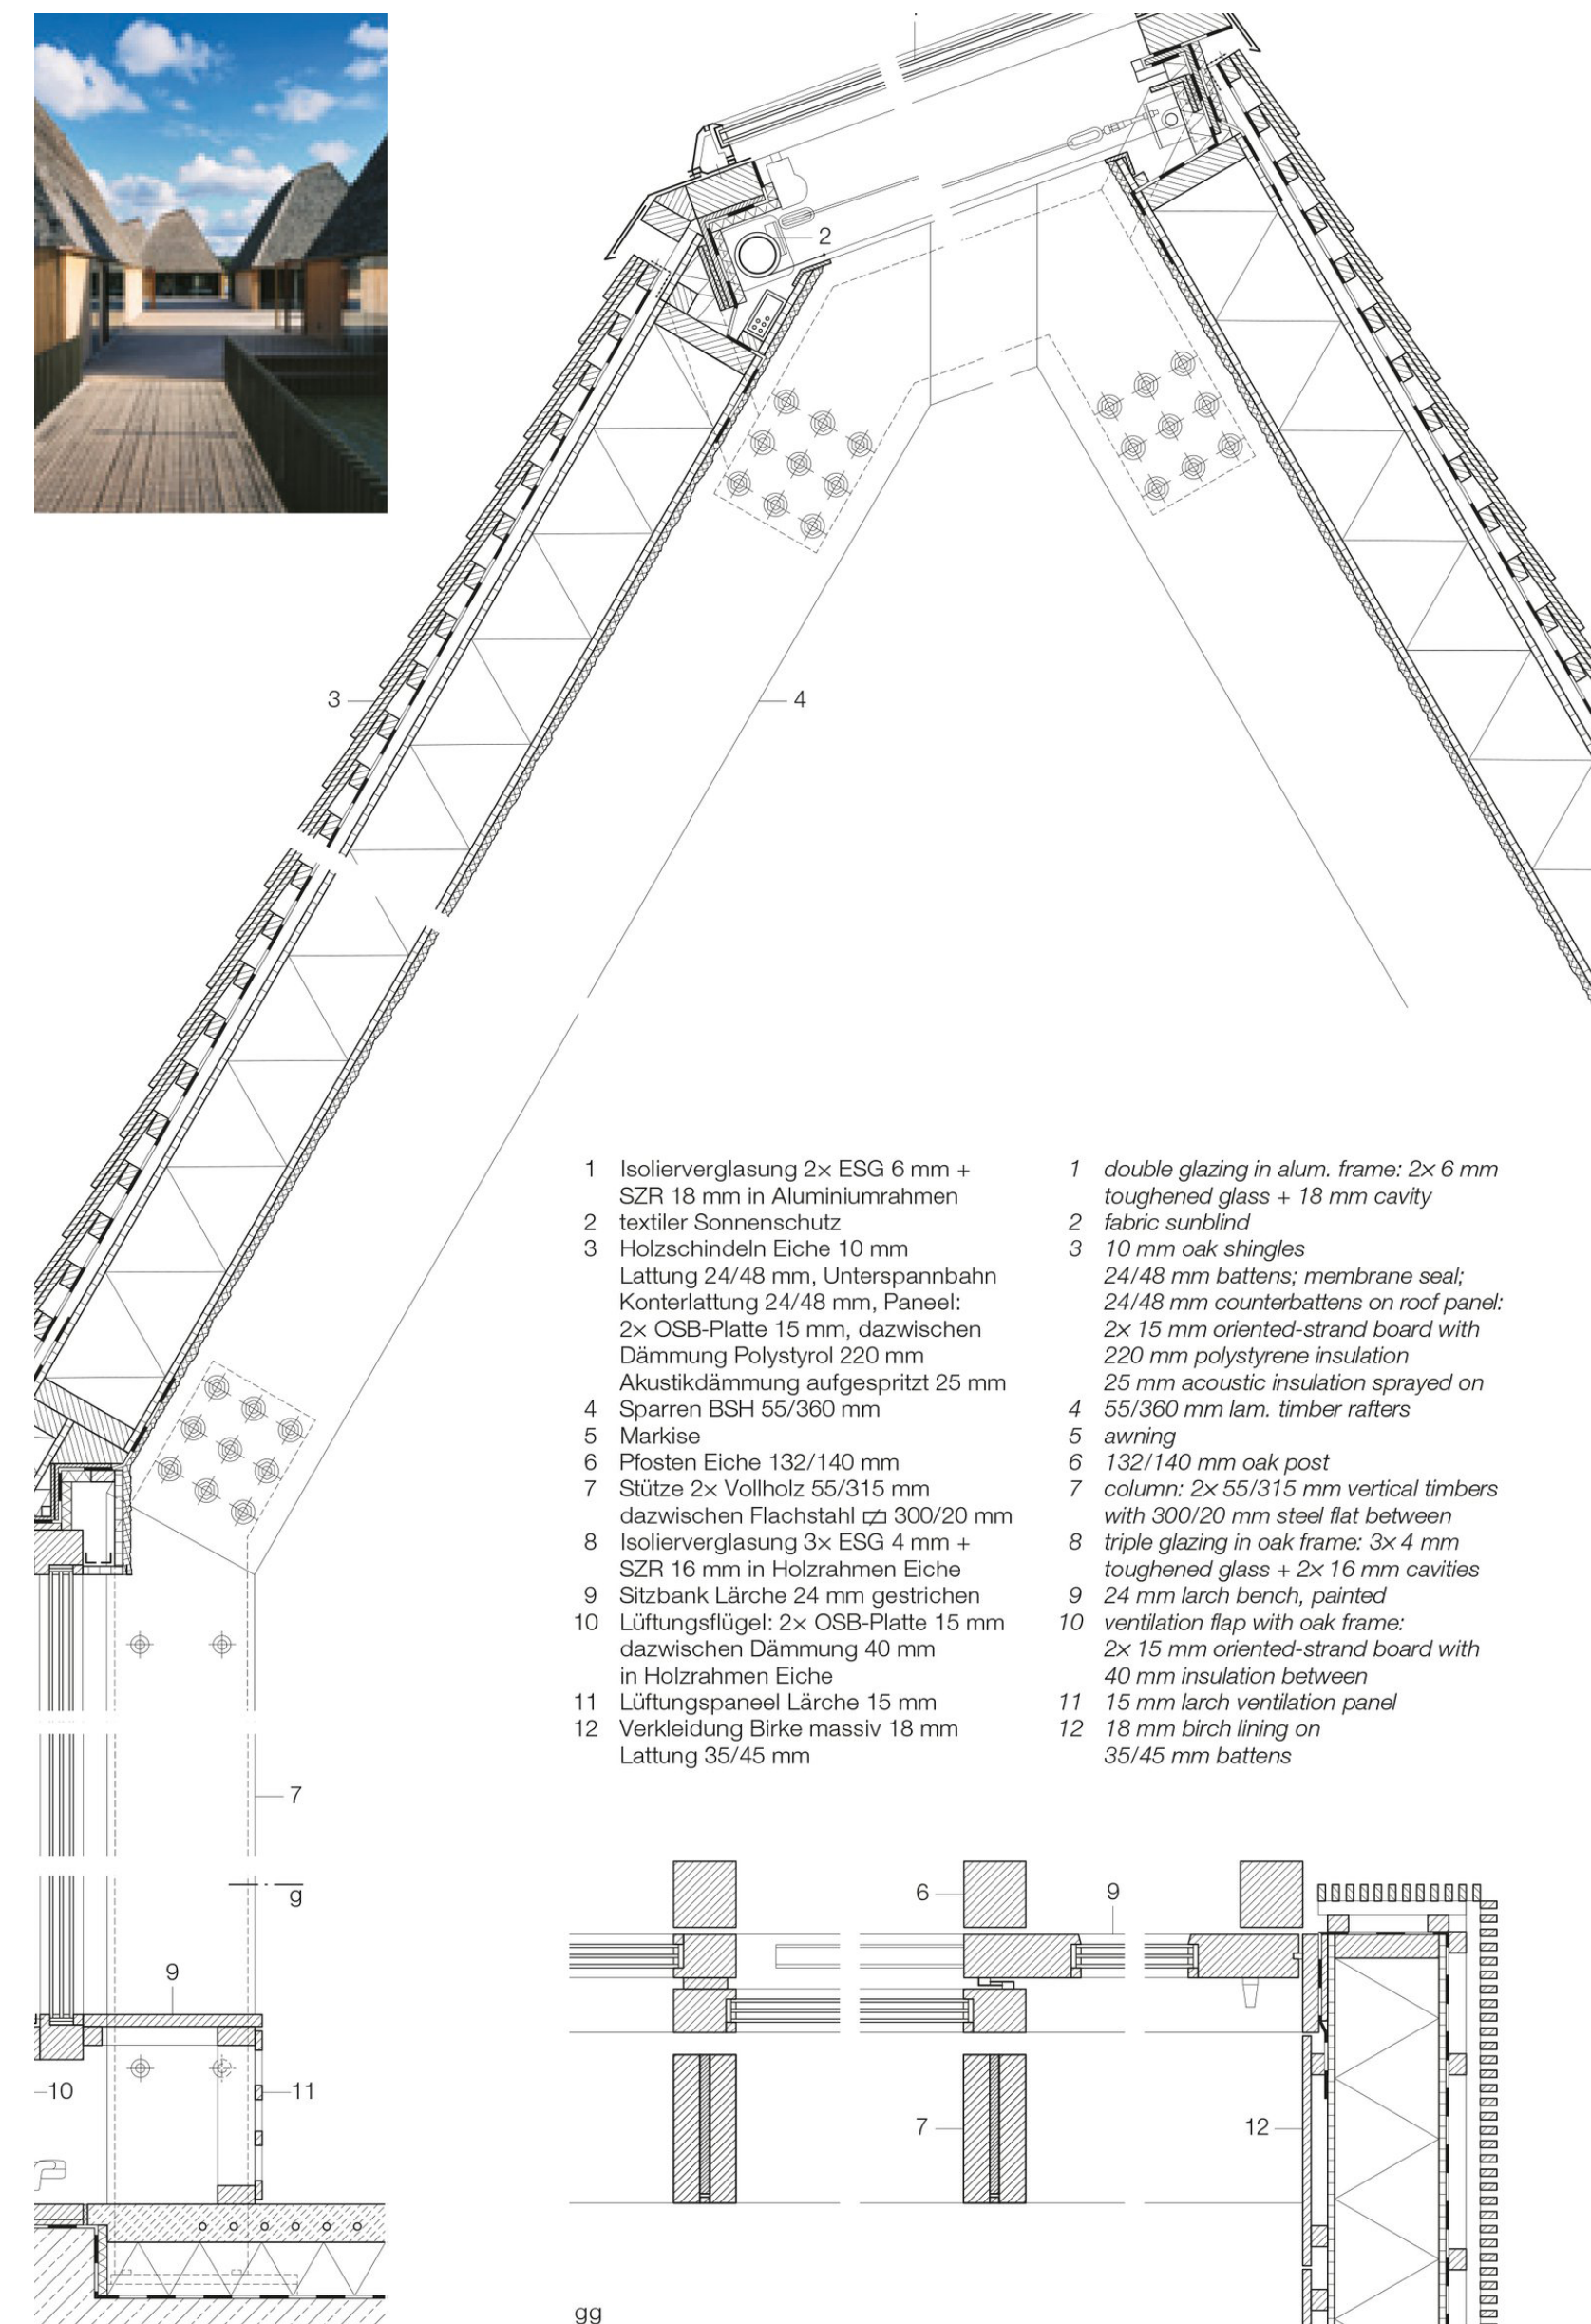 2
3
4
1 Isolierverglasung 2× ESG 6 mm +
SZR 18 mm in Aluminiumrahmen
2 textiler Sonnenschutz
3 Holzschindeln Eiche 10 mm
Lattung 24/48 mm, Unterspannbahn
Konterlattung 24/48 mm, Paneel:
2× OSB-Platte 15 mm, dazwischen
Dämmung Polystyrol 220 mm
Akustikdämmung aufgespritzt 25 mm
4 Sparren BSH 55/360 mm
5 Markise
6 Pfosten Eiche 132/140 mm
7 Stütze 2× Vollholz 55/315 mm
dazwischen Flachstahl 300/20 mm
8 Isolierverglasung 3× ESG 4 mm +
SZR 16 mm in Holzrahmen Eiche
9 Sitzbank Lärche 24 mm gestrichen
10 Lüftungsflügel: 2× OSB-Platte 15 mm
dazwischen Dämmung 40 mm
in Holzrahmen Eiche
11 Lüftungspaneel Lärche 15 mm
12 Verkleidung Birke massiv 18 mm
Lattung 35/45 mm
1 double glazing in alum. frame: 2× 6 mm
toughened glass + 18 mm cavity
2 fabric sunblind
3 10 mm oak shingles
24/48 mm battens; membrane seal;
24/48 mm counterbattens on roof panel:
2× 15 mm oriented-strand board with
220 mm polystyrene insulation
25 mm acoustic insulation sprayed on
4 55/360 mm lam. timber rafters
5 awning
6 132/140 mm oak post
7 column: 2× 55/315 mm vertical timbers
with 300/20 mm steel flat between
8 triple glazing in oak frame: 3× 4 mm
toughened glass + 2× 16 mm cavities
9 24 mm larch bench, painted
10 ventilation flap with oak frame:
2× 15 mm oriented-strand board with
40 mm insulation between
11 15 mm larch ventilation panel
12 18 mm birch lining on
35/45 mm battens
7
g
9
10
11
6
9
7
12
gg